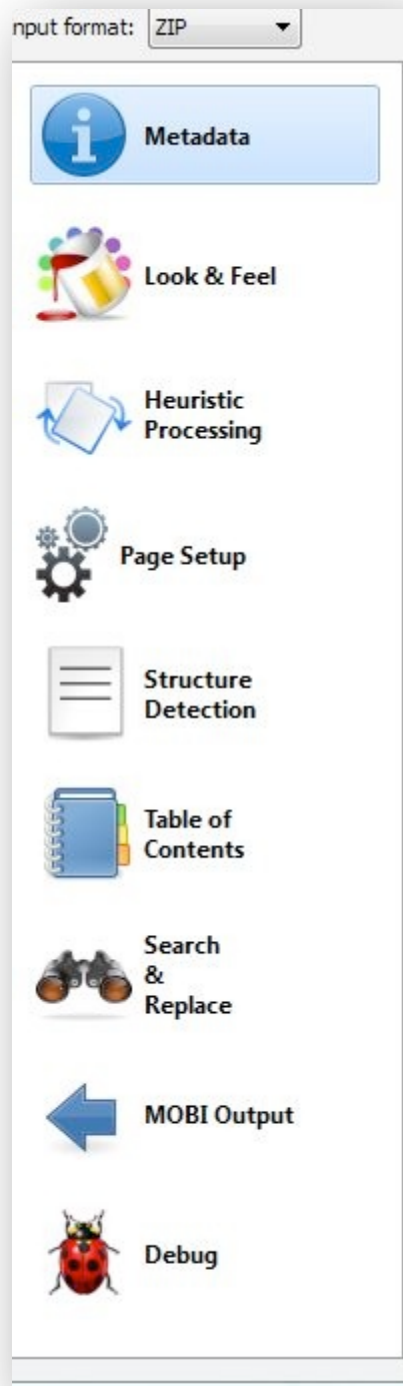 nput format: ZIP
Metadata
Look & Feel
Heuristic
Processing
Page Setup
Structure
Detection
Table of
Contents
Search
&
Replace
MOBI Output
Debug